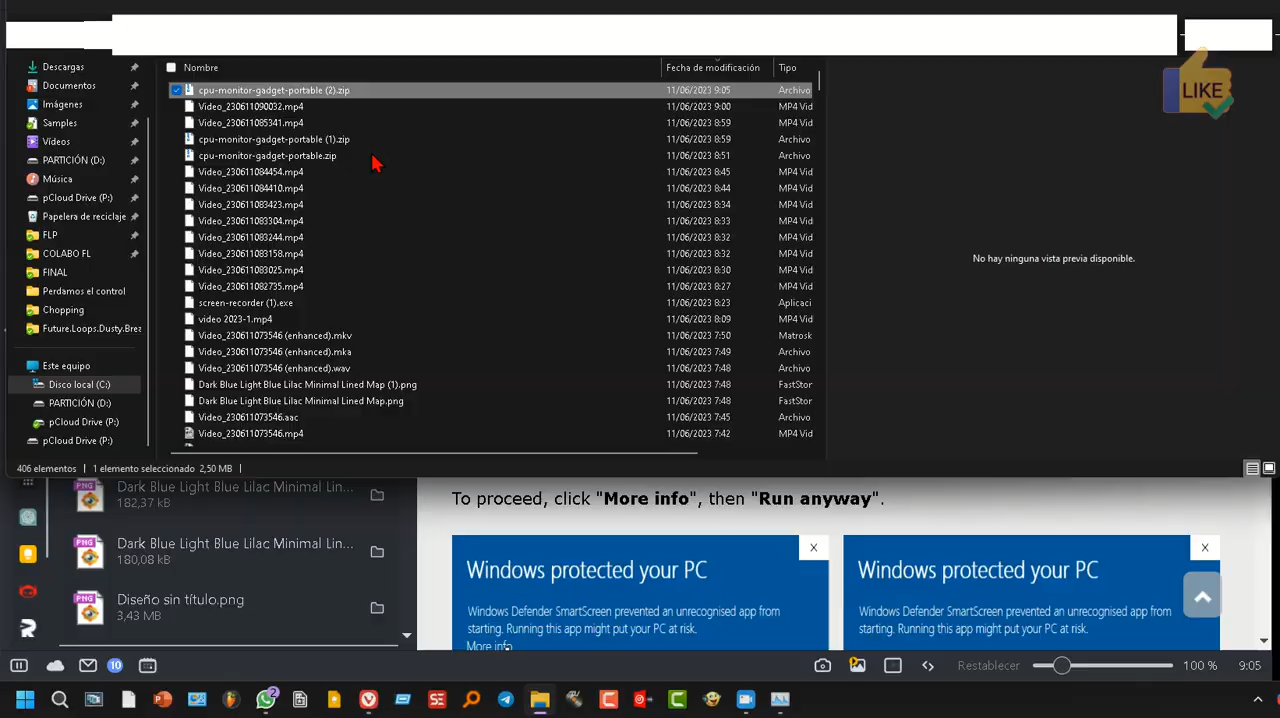 Descargas
Documentos
Imágenes
Samples
Vídeos
PARTICIÓN (D:)
Música
pCloud Drive (P:)
Papelera de reciclaje
FLP
COLABO FL
FINAL
Perdamos el control
Chopping
Future.Loops.Dusty.Brea
Este equipo
Disco local (C:)
PARTICIÓN (D:)
pCloud Drive (P:)
pCloud Drive (P:)
Nombre Fecha de modificación Tipo
cpu-monitor-gadget-portable (2).zip 11/06/2023 9:05 Archivo
Video_230611090032.mp4 11/06/2023 9:00 MP4 Vid
Video_230611085341.mp4 11/06/2023 8:59 MP4 Vid
cpu-monitor-gadget-portable (1).zip 11/06/2023 8:59 Archivo
cpu-monitor-gadget-portable.zip 11/06/2023 8:51 Archivo
Video_230611084454.mp4 11/06/2023 8:45 MP4 Vid
Video_230611084410.mp4 11/06/2023 8:44 MP4 Vid
Video_230611083423.mp4 11/06/2023 8:34 MP4 Vid
Video_230611083304.mp4 11/06/2023 8:33 MP4 Vid
Video_230611083244.mp4 11/06/2023 8:32 MP4 Vid
Video_230611083158.mp4 11/06/2023 8:32 MP4 Vid
Video_230611083025.mp4 11/06/2023 8:30 MP4 Vid
Video_230611082735.mp4 11/06/2023 8:27 MP4 Vid
screen-recorder (1).exe 11/06/2023 8:23 Aplicaci
video 2023-1.mp4 11/06/2023 8:09 MP4 Vid
Video_230611073546 (enhanced).mkv 11/06/2023 7:50 Matrosk
Video_230611073546 (enhanced).mka 11/06/2023 7:49 Archivo
Video_230611073546 (enhanced).wav 11/06/2023 7:48 Archivo
Dark Blue Light Blue Lilac Minimal Lined Map (1).png 11/06/2023 7:48 FastStor
Dark Blue Light Blue Lilac Minimal Lined Map.png 11/06/2023 7:48 FastStor
Video_230611073546.aac 11/06/2023 7:45 Archivo
Video_230611073546.mp4 11/06/2023 7:42 MP4 Vid
LIKE
No hay ninguna vista previa disponible.
406 elementos 1 elemento seleccionado 2,50 MB
PNG
Dark Blue Light Blue Lilac Minimal Lin...
182,37 kB
PNG
Dark Blue Light Blue Lilac Minimal Lin...
180,08 kB
PNG
Diseño sin título.png
3,43 MB
To proceed, click "More info", then "Run anyway".
X
Windows protected your PC
Windows Defender SmartScreen prevented an unrecognised app from
starting. Running this app might put your PC at risk.
More info
X
Windows protected your PC
Windows Defender SmartScreen prevented an unrecognised app from
starting. Running this app might put your PC at risk.
10 Restablecer 100 % 9:05
2
SE